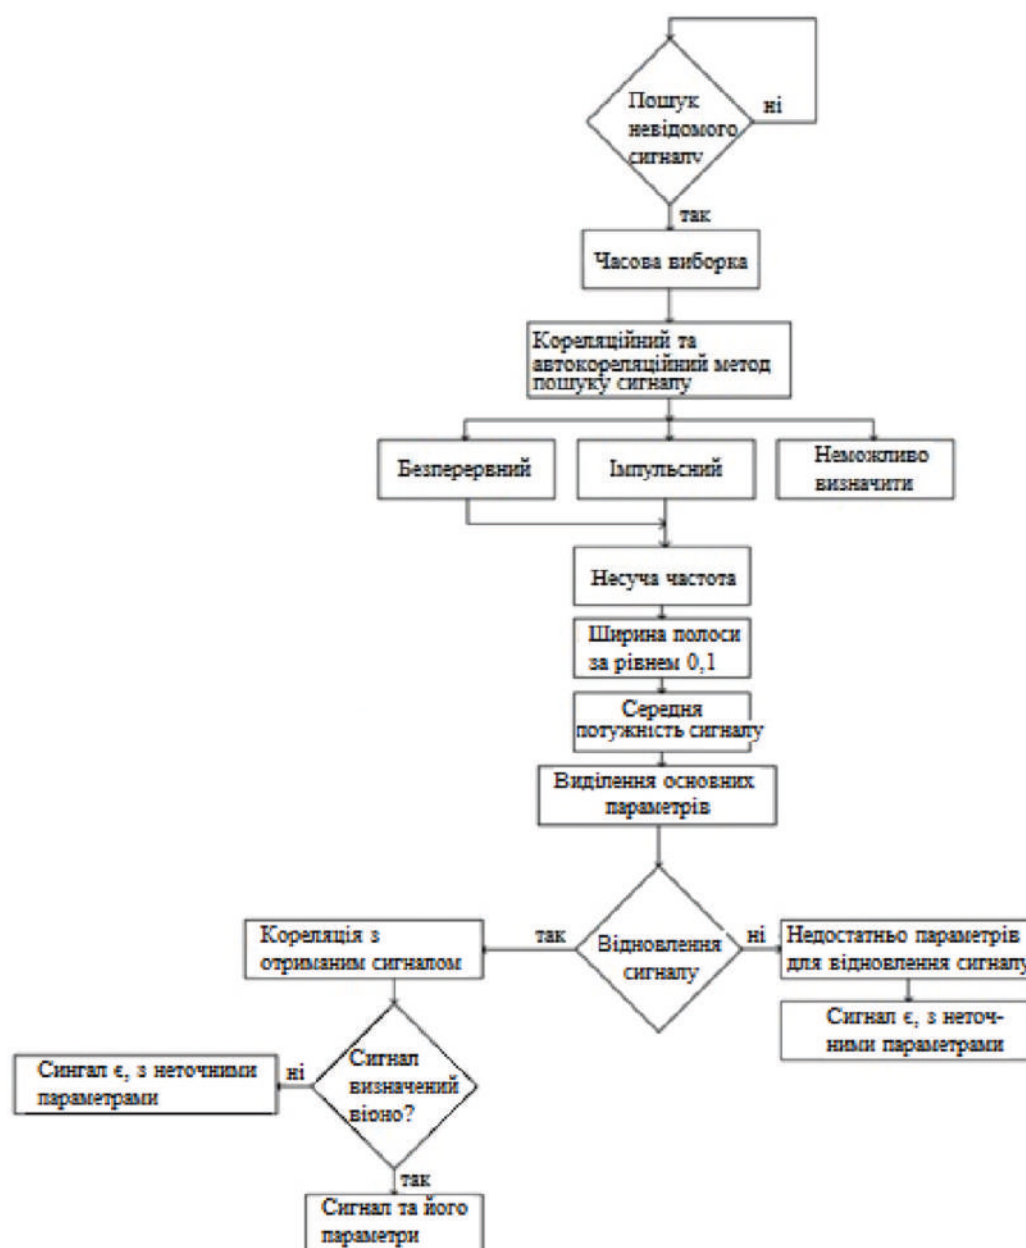 Пошук
невідомого
сигналу
ні
так
Часова виборка
Кореляційний та
автокореляційний метод
пошуку сигналу
Безперервний
Імпульсний
Неможливо
визначити
Несуча частота
Ширина полоси
за рівнем 0,1
Середня
потужність сигналу
Виділення основних
параметрів
Відновлення
сигналу
так
ні
Кореляція з
отриманим сигналом
Недостатньо параметрів
для відновлення сигналу
Сигнал є, з неточ-
ними параметрами
Сигнал
визначений
віоно?
ні
Сингал є, з неточними
параметрами
так
Сигнал та його
параметри